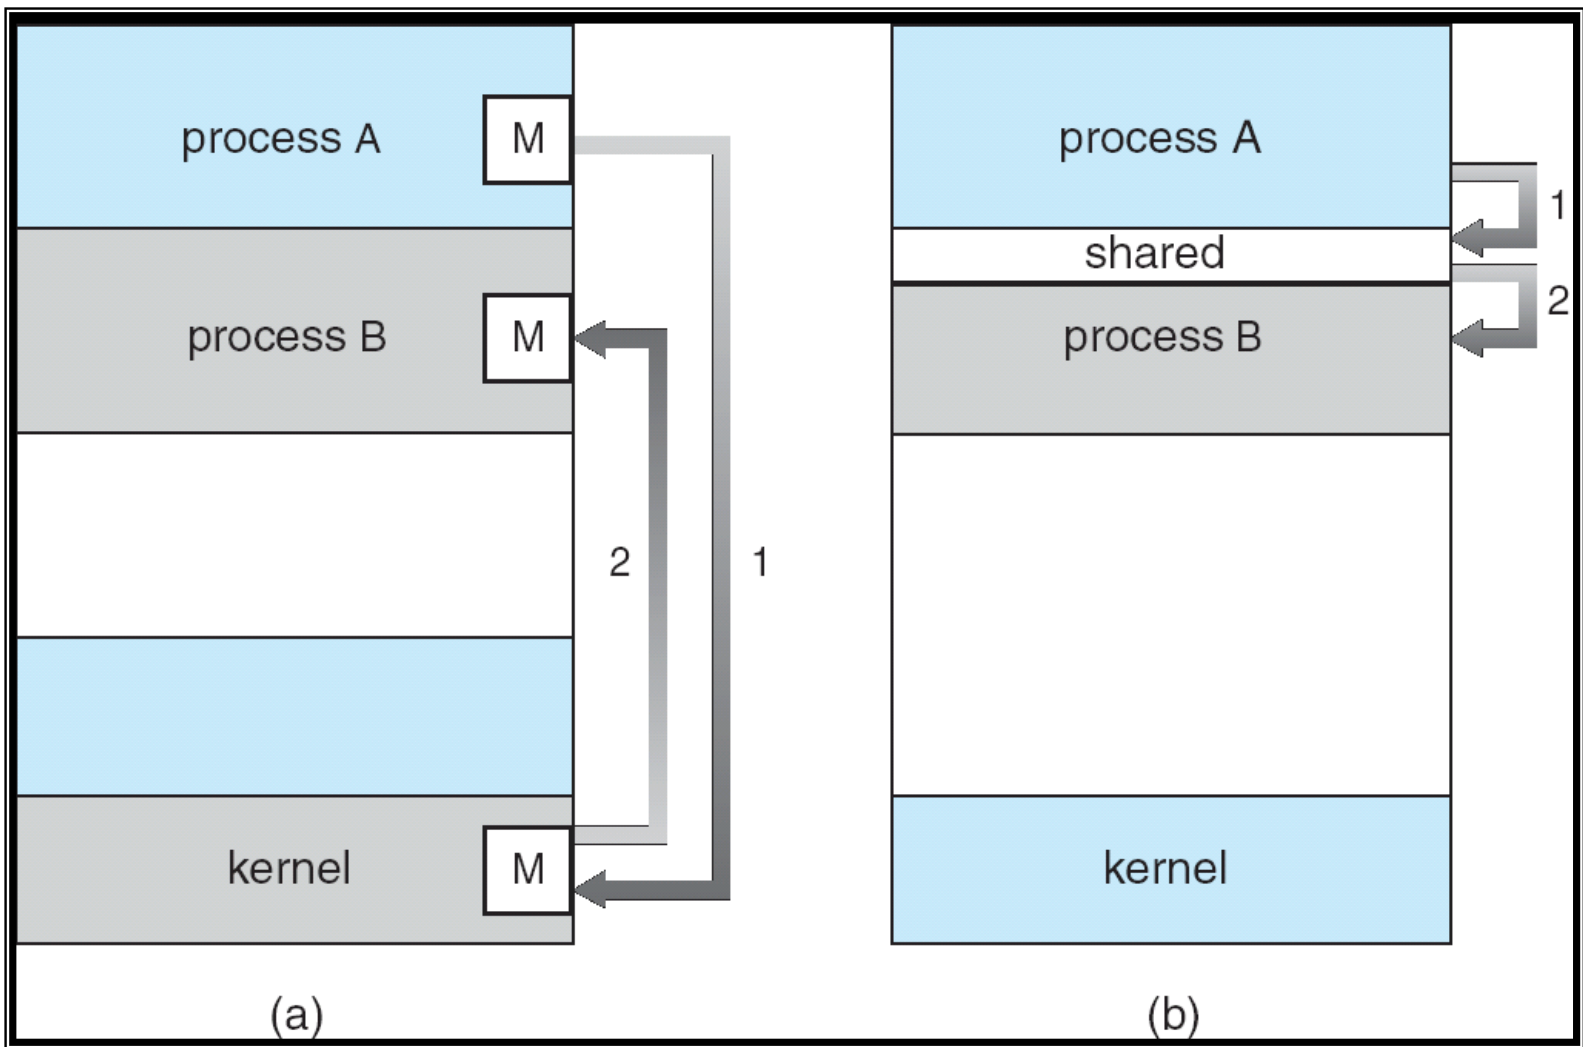 process A
M
process B
M
2
1
kernel
M
(a)
process A
1
shared
2
process B
kernel
(b)